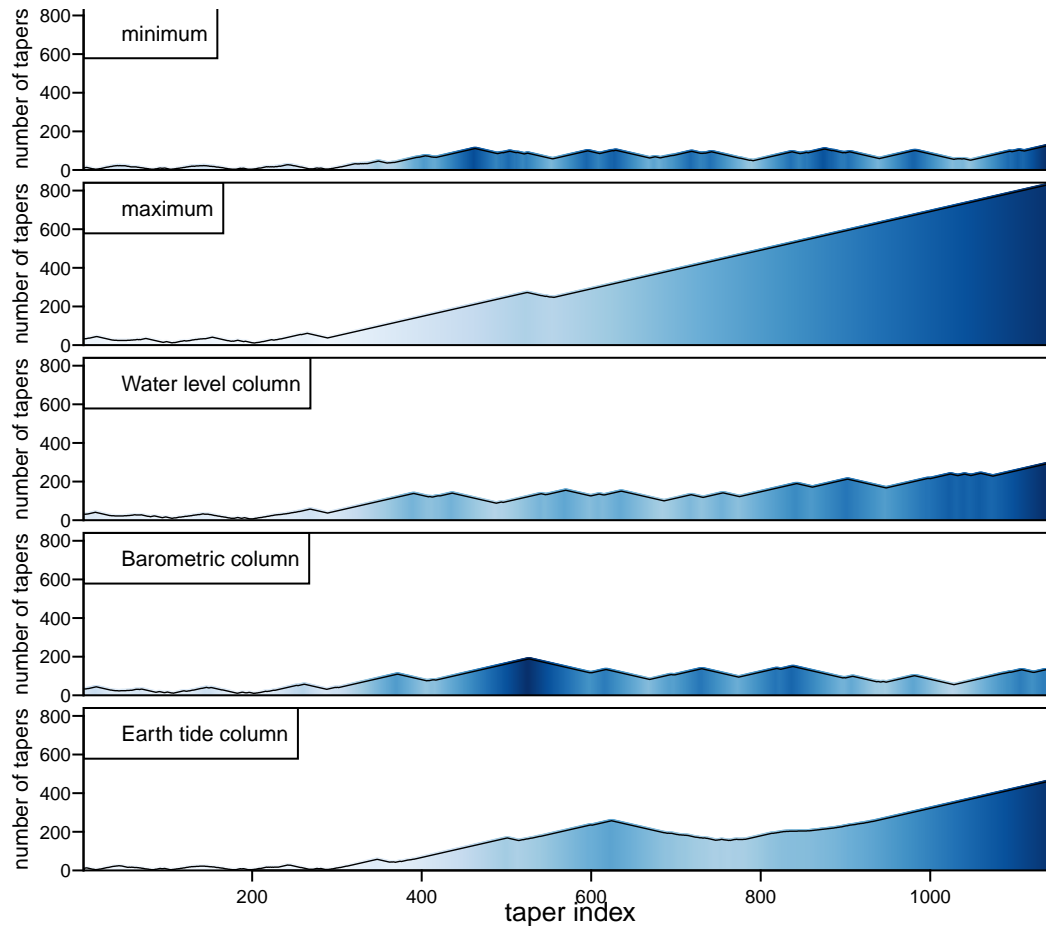 number of tapers
800
600
400
200
0
minimum
number of tapers
800
600
400
200
0
maximum
number of tapers
800
600
400
200
0
Water level column
number of tapers
800
600
400
200
0
Barometric column
number of tapers
800
600
400
200
0
Earth tide column
200 400 600 800 1000
taper index